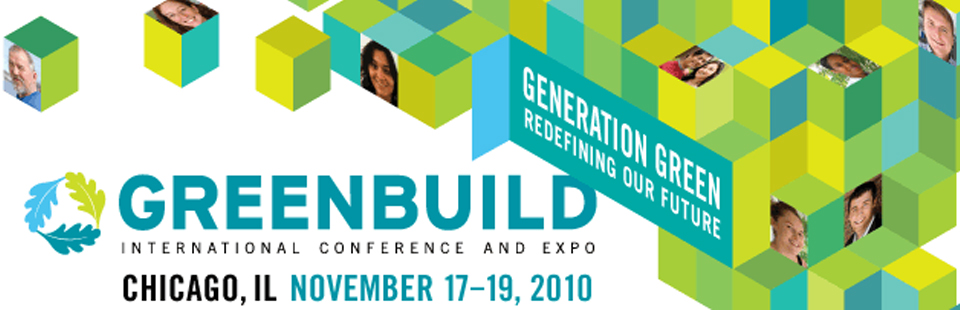 GENERATION GREEN
REDEFINING OUR FUTURE
GREENBUILD
INTERNATIONAL CONFERENCE AND EXPO
CHICAGO, IL NOVEMBER 17–19, 2010